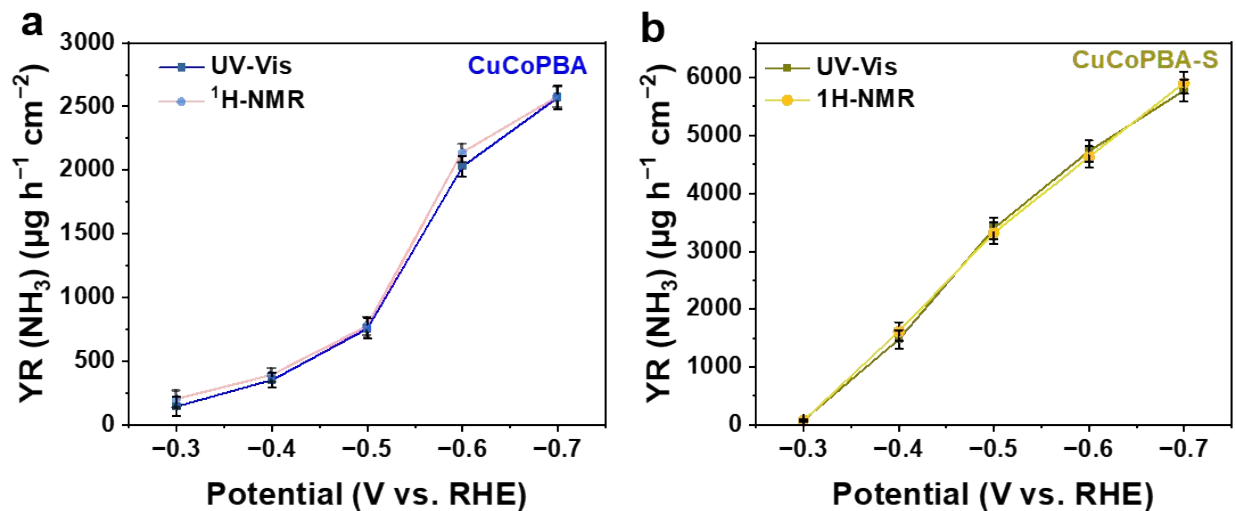 a
3000
2500
2000
1500
1000
500
0
YR (NH₃) (µg h⁻¹ cm⁻²)
UV-Vis
¹H-NMR
CuCoPBA
−0.3 −0.4 −0.5 −0.6 −0.7
Potential (V vs. RHE)
b
6000
5000
4000
3000
2000
1000
0
YR (NH₃) (µg h⁻¹ cm⁻²)
UV-Vis
1H-NMR
CuCoPBA-S
−0.3 −0.4 −0.5 −0.6 −0.7
Potential (V vs. RHE)